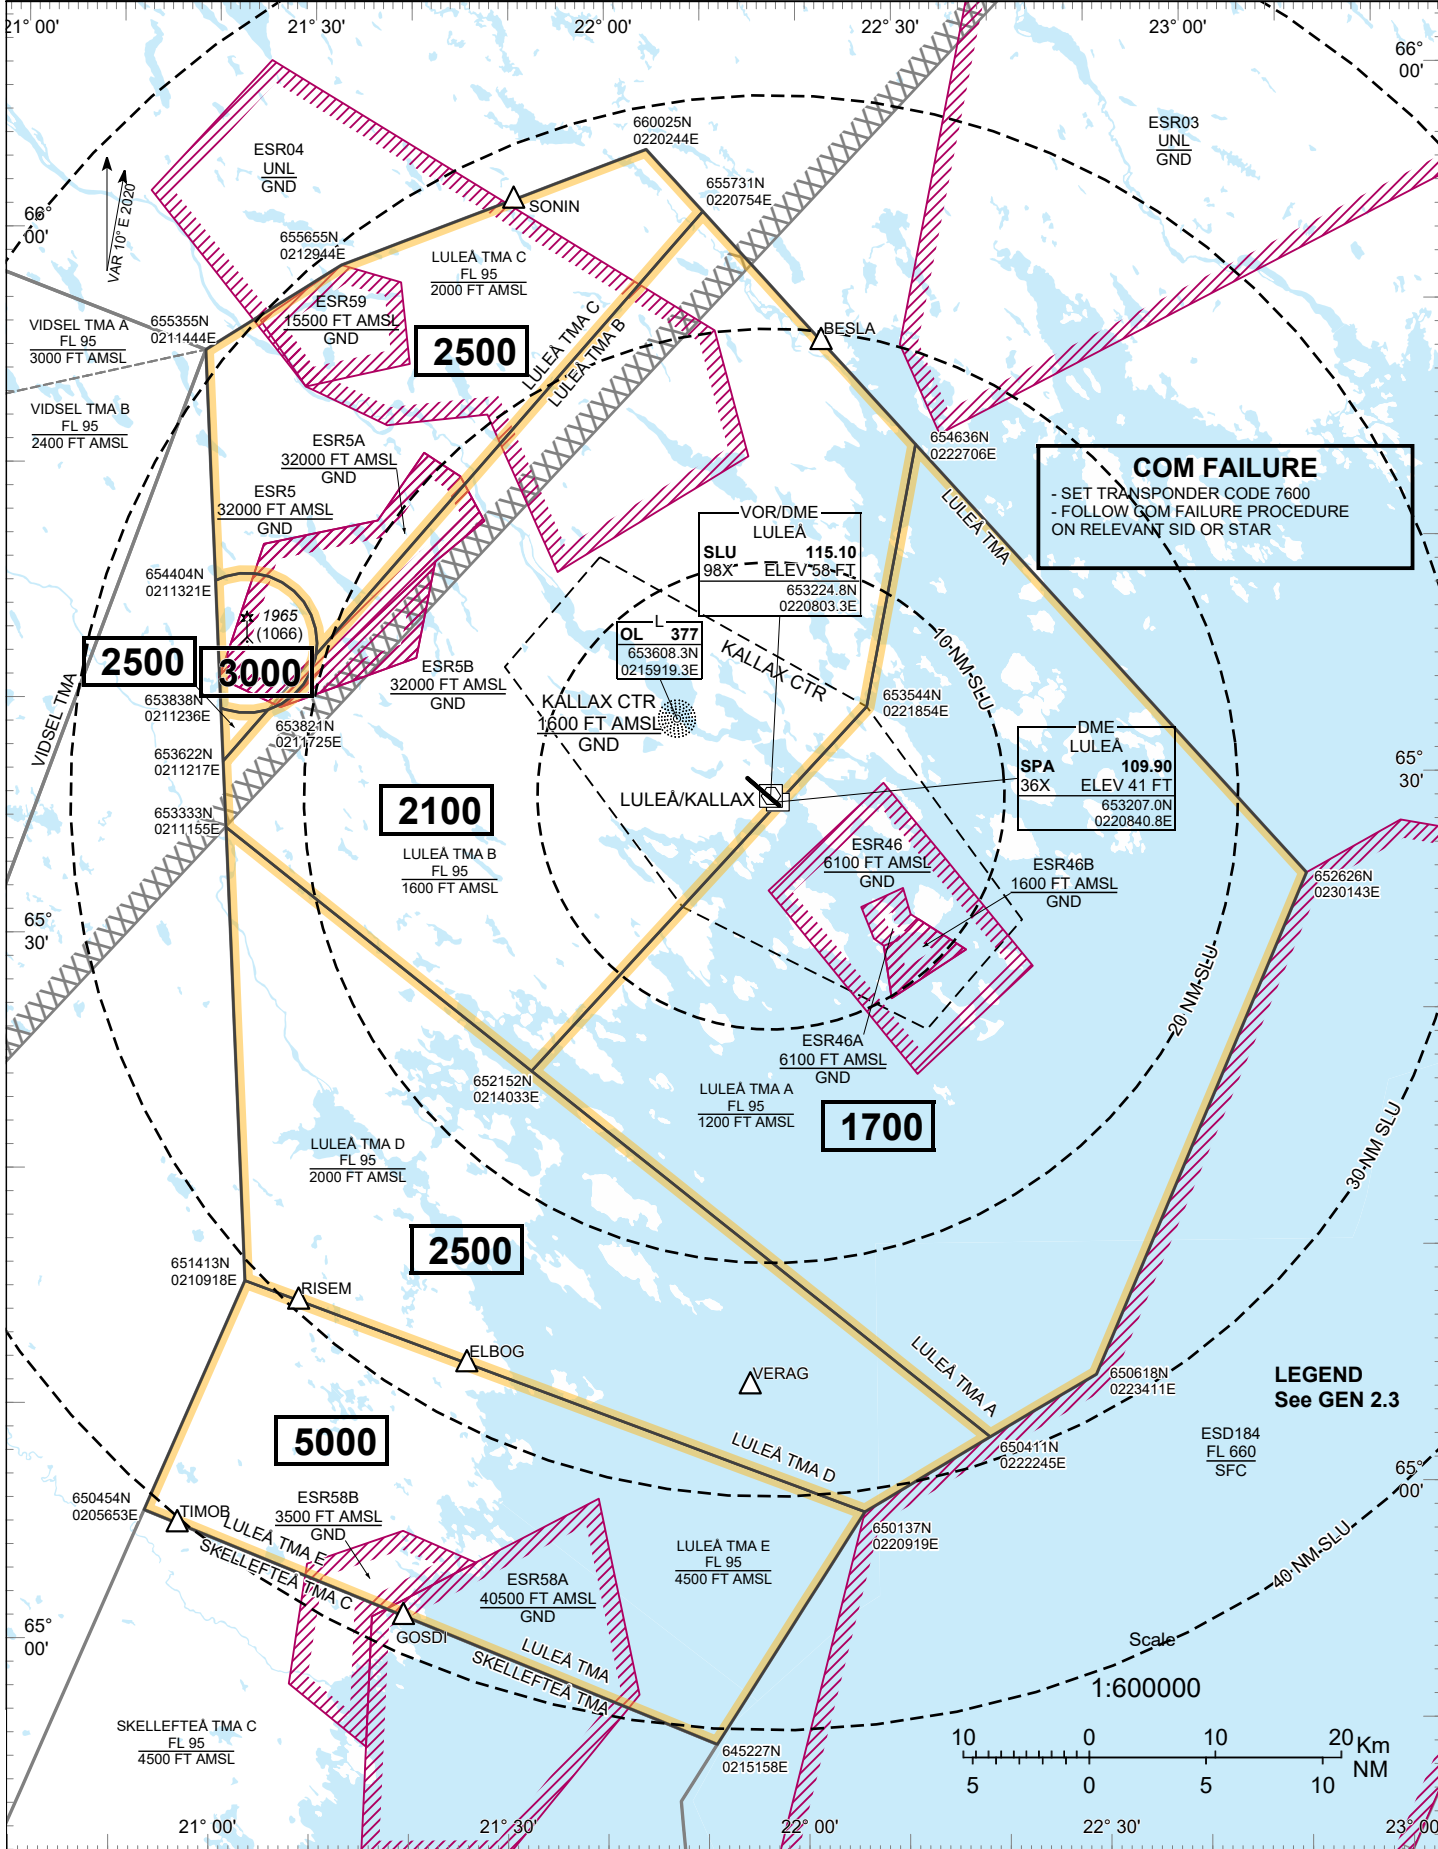 21° 00'
21° 30'
22° 00'
22° 30'
23° 00'
66°
00'
660025N
0220244E
ESR03
UNL
GND
ESR04
UNL
GND
VAR 10° E 2020
66°
00'
SONIN
655731N
0220754E
655655N
0212944E
LULEÅ TMA C
FL 95
2000 FT AMSL
ESR59
15500 FT AMSL
GND
655355N
0211444E
VIDSEL TMA A
FL 95
3000 FT AMSL
2500
LULEÅ TMA C
LULEÅ TMA B
BESLA
VIDSEL TMA B
FL 95
2400 FT AMSL
ESR5A
32000 FT AMSL
GND
654636N
0222706E
COM FAILURE
- SET TRANSPONDER CODE 7600
- FOLLOW COM FAILURE PROCEDURE
ON RELEVANT SID OR STAR
ESR5
32000 FT AMSL
GND
LULEÅ TMA
VOR/DME
LULEÅ
SLU 115.10
98X ELEV 58 FT
653224.8N
0220803.3E
654404N
0211321E
1965
(1066)
L
OL 377
653608.3N
0215919.3E
KALLAX CTR
10 NM SLU
2500
3000
ESR5B
32000 FT AMSL
GND
KALLAX CTR
1600 FT AMSL
GND
653544N
0221854E
653838N
0211236E
653821N
0211725E
VIDSEL TMA
DME
LULEÅ
SPA 109.90
36X ELEV 41 FT
653207.0N
0220840.8E
653622N
0211217E
65°
30'
LULEÅ/KALLAX
653333N
0211155E
2100
LULEÅ TMA B
FL 95
1600 FT AMSL
ESR46
6100 FT AMSL
GND
ESR46B
1600 FT AMSL
GND
652626N
0230143E
65°
30'
20 NM SLU
ESR46A
6100 FT AMSL
GND
652152N
0214033E
LULEÅ TMA A
FL 95
1200 FT AMSL
1700
30 NM SLU
LULEÅ TMA D
FL 95
2000 FT AMSL
2500
651413N
0210918E
RISEM
ELBOG
VERAG
LULEÅ TMA A
650618N
0223411E
LEGEND
See GEN 2.3
5000
LULEÅ TMA D
650411N
0222245E
ESD184
FL 660
SFC
65°
00'
650454N
0205653E
TIMOB
ESR58B
3500 FT AMSL
GND
LULEÅ TMA E
SKELLEFTEÅ TMA C
650137N
0220919E
LULEÅ TMA E
FL 95
4500 FT AMSL
ESR58A
40500 FT AMSL
GND
40 NM SLU
65°
00'
GOSDI
LULEÅ TMA
SKELLEFTEÅ TMA
Scale
1:600000
SKELLEFTEÅ TMA C
FL 95
4500 FT AMSL
645227N
0215158E
10 0 10 20 Km
NM
5 0 5 10
21° 00'
21° 30'
22° 00'
22° 30'
23° 00'